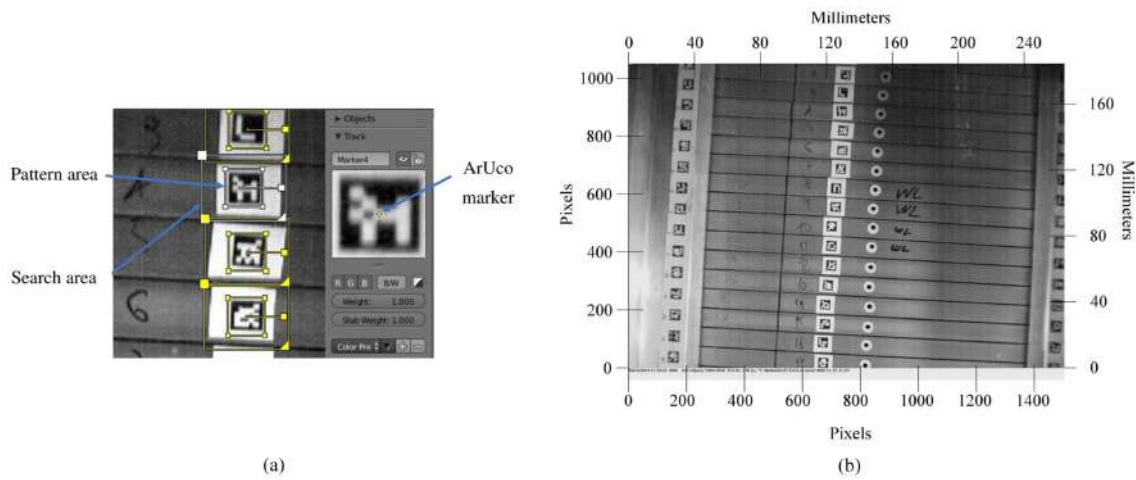 Pattern area
Search area
ArUco
marker
Objects
Track
Marker4
R G B B/W
Weight: 1.000
Stab Weight: 1.000
Color Pre
6
(a)
Millimeters
0 40 80 120 160 200 240
1000
800
600
400
200
0
Pixels
160
120
80
40
0
Millimeters
WL
WL
WL
WL
0 200 400 600 800 1000 1200 1400
Pixels
(b)